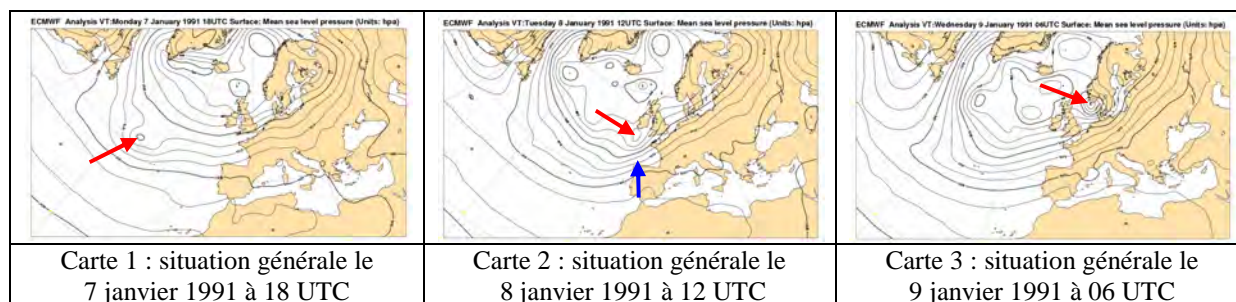 ECMWF Analysis VT:Monday 7 January 1991 18UTC Surface: Mean sea level pressure (Units: hpa)
ECMWF Analysis VT:Tuesday 8 January 1991 12UTC Surface: Mean sea level pressure (Units: hpa)
ECMWF Analysis VT:Wednesday 9 January 1991 06UTC Surface: Mean sea level pressure (Units: hpa)
Carte 1 : situation générale le
7 janvier 1991 à 18 UTC
Carte 2 : situation générale le
8 janvier 1991 à 12 UTC
Carte 3 : situation générale le
9 janvier 1991 à 06 UTC